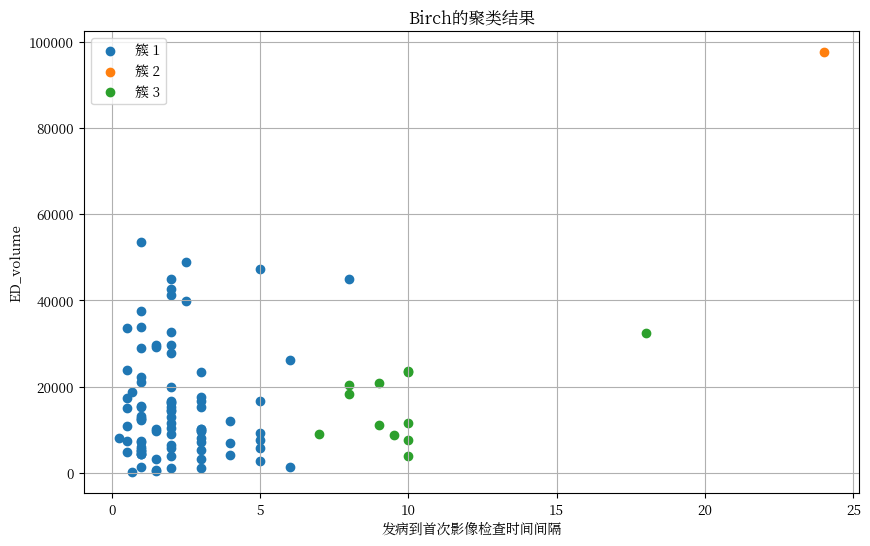 Birch的聚类结果
簇 1
簇 2
簇 3
100000
80000
60000
40000
20000
0
ED_volume
0 5 10 15 20 25
发病到首次影像检查时间间隔